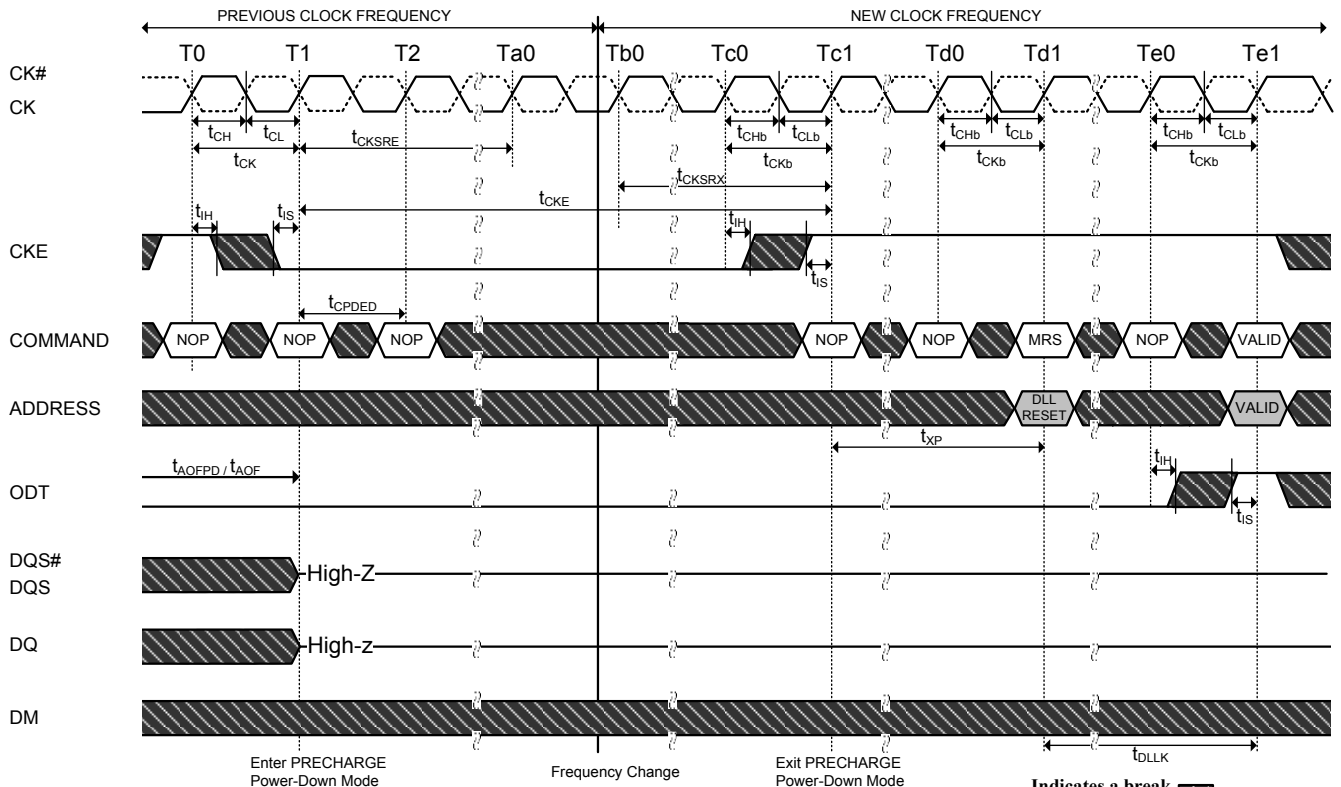 PREVIOUS CLOCK FREQUENCY NEW CLOCK FREQUENCY
T0 T1 T2 Ta0 Tb0 Tc0 Tc1 Td0 Td1 Te0 Te1
CK#
CK
tCH tCL tCKSRE tCHb tCLb tCHb tCLb tCHb tCLb
tCK tCKb tCKb tCKb
tCKSRX
tCKE
tIH tIS tIH
CKE
tIS
tCPDED
COMMAND NOP NOP NOP NOP NOP MRS NOP VALID
ADDRESS DLL RESET VALID
tXP
tAOFPD / tAOF tIH
ODT
tIS
DQS#
DQS High-Z
DQ High-z
DM
tDLLK
Enter PRECHARGE
Power-Down Mode
Frequency Change
Exit PRECHARGE
Power-Down Mode
Indicates a break